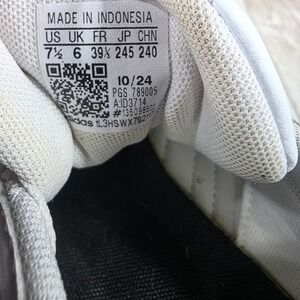 MADE IN INDONESIA
US UK FR JP CHN
7½ 6 39⅓ 245 240
10/24
PGS 789005
A:ID3714